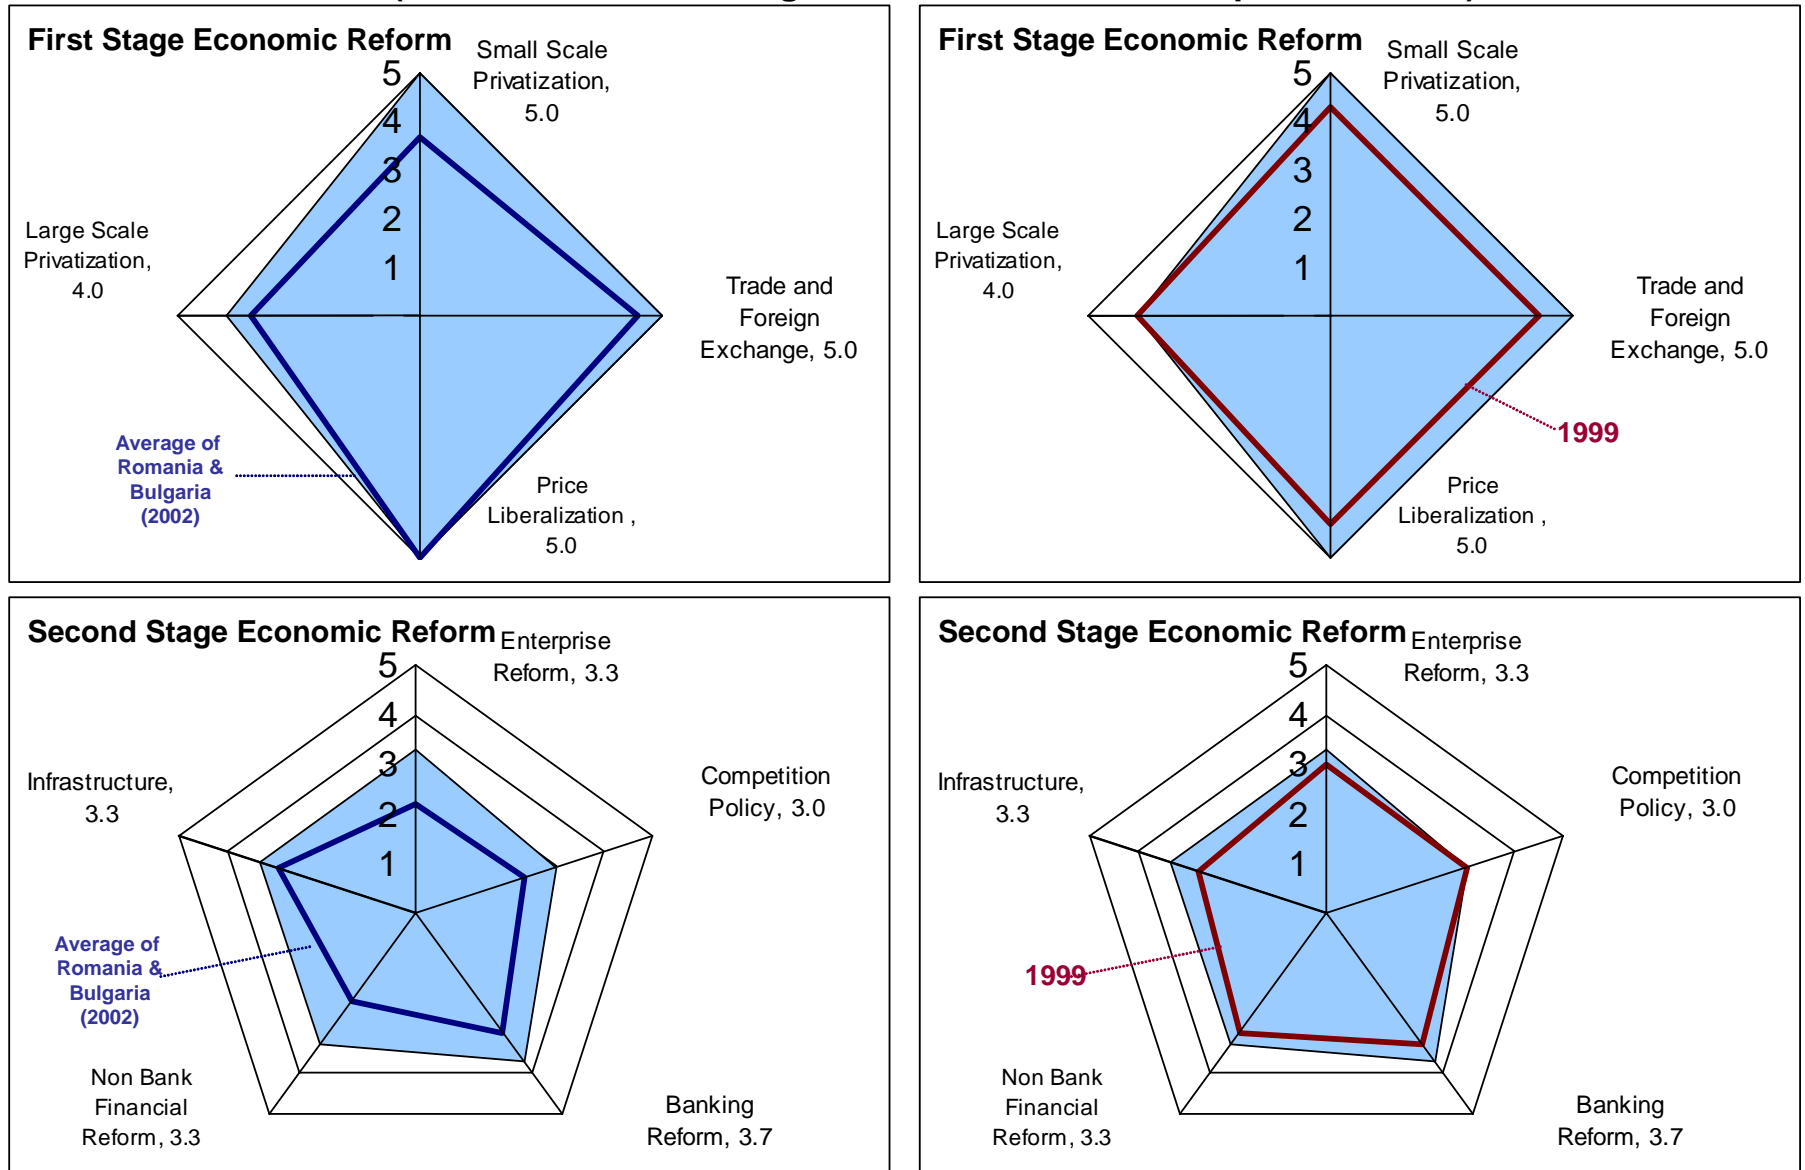 First Stage Economic Reform
Small Scale
Privatization,
5.0
5
4
3
2
1
Large Scale
Privatization,
4.0
Trade and
Foreign
Exchange, 5.0
Average of
Romania &
Bulgaria
(2002)
Price
Liberalization ,
5.0
First Stage Economic Reform
Small Scale
Privatization,
5.0
5
4
3
2
1
Large Scale
Privatization,
4.0
Trade and
Foreign
Exchange, 5.0
1999
Price
Liberalization ,
5.0
Second Stage Economic Reform
Enterprise
Reform, 3.3
5
4
3
2
1
Infrastructure,
3.3
Competition
Policy, 3.0
Average of
Romania &
Bulgaria
(2002)
Non Bank
Financial
Reform, 3.3
Banking
Reform, 3.7
Second Stage Economic Reform
Enterprise
Reform, 3.3
5
4
3
2
1
Infrastructure,
3.3
Competition
Policy, 3.0
1999
Non Bank
Financial
Reform, 3.3
Banking
Reform, 3.7